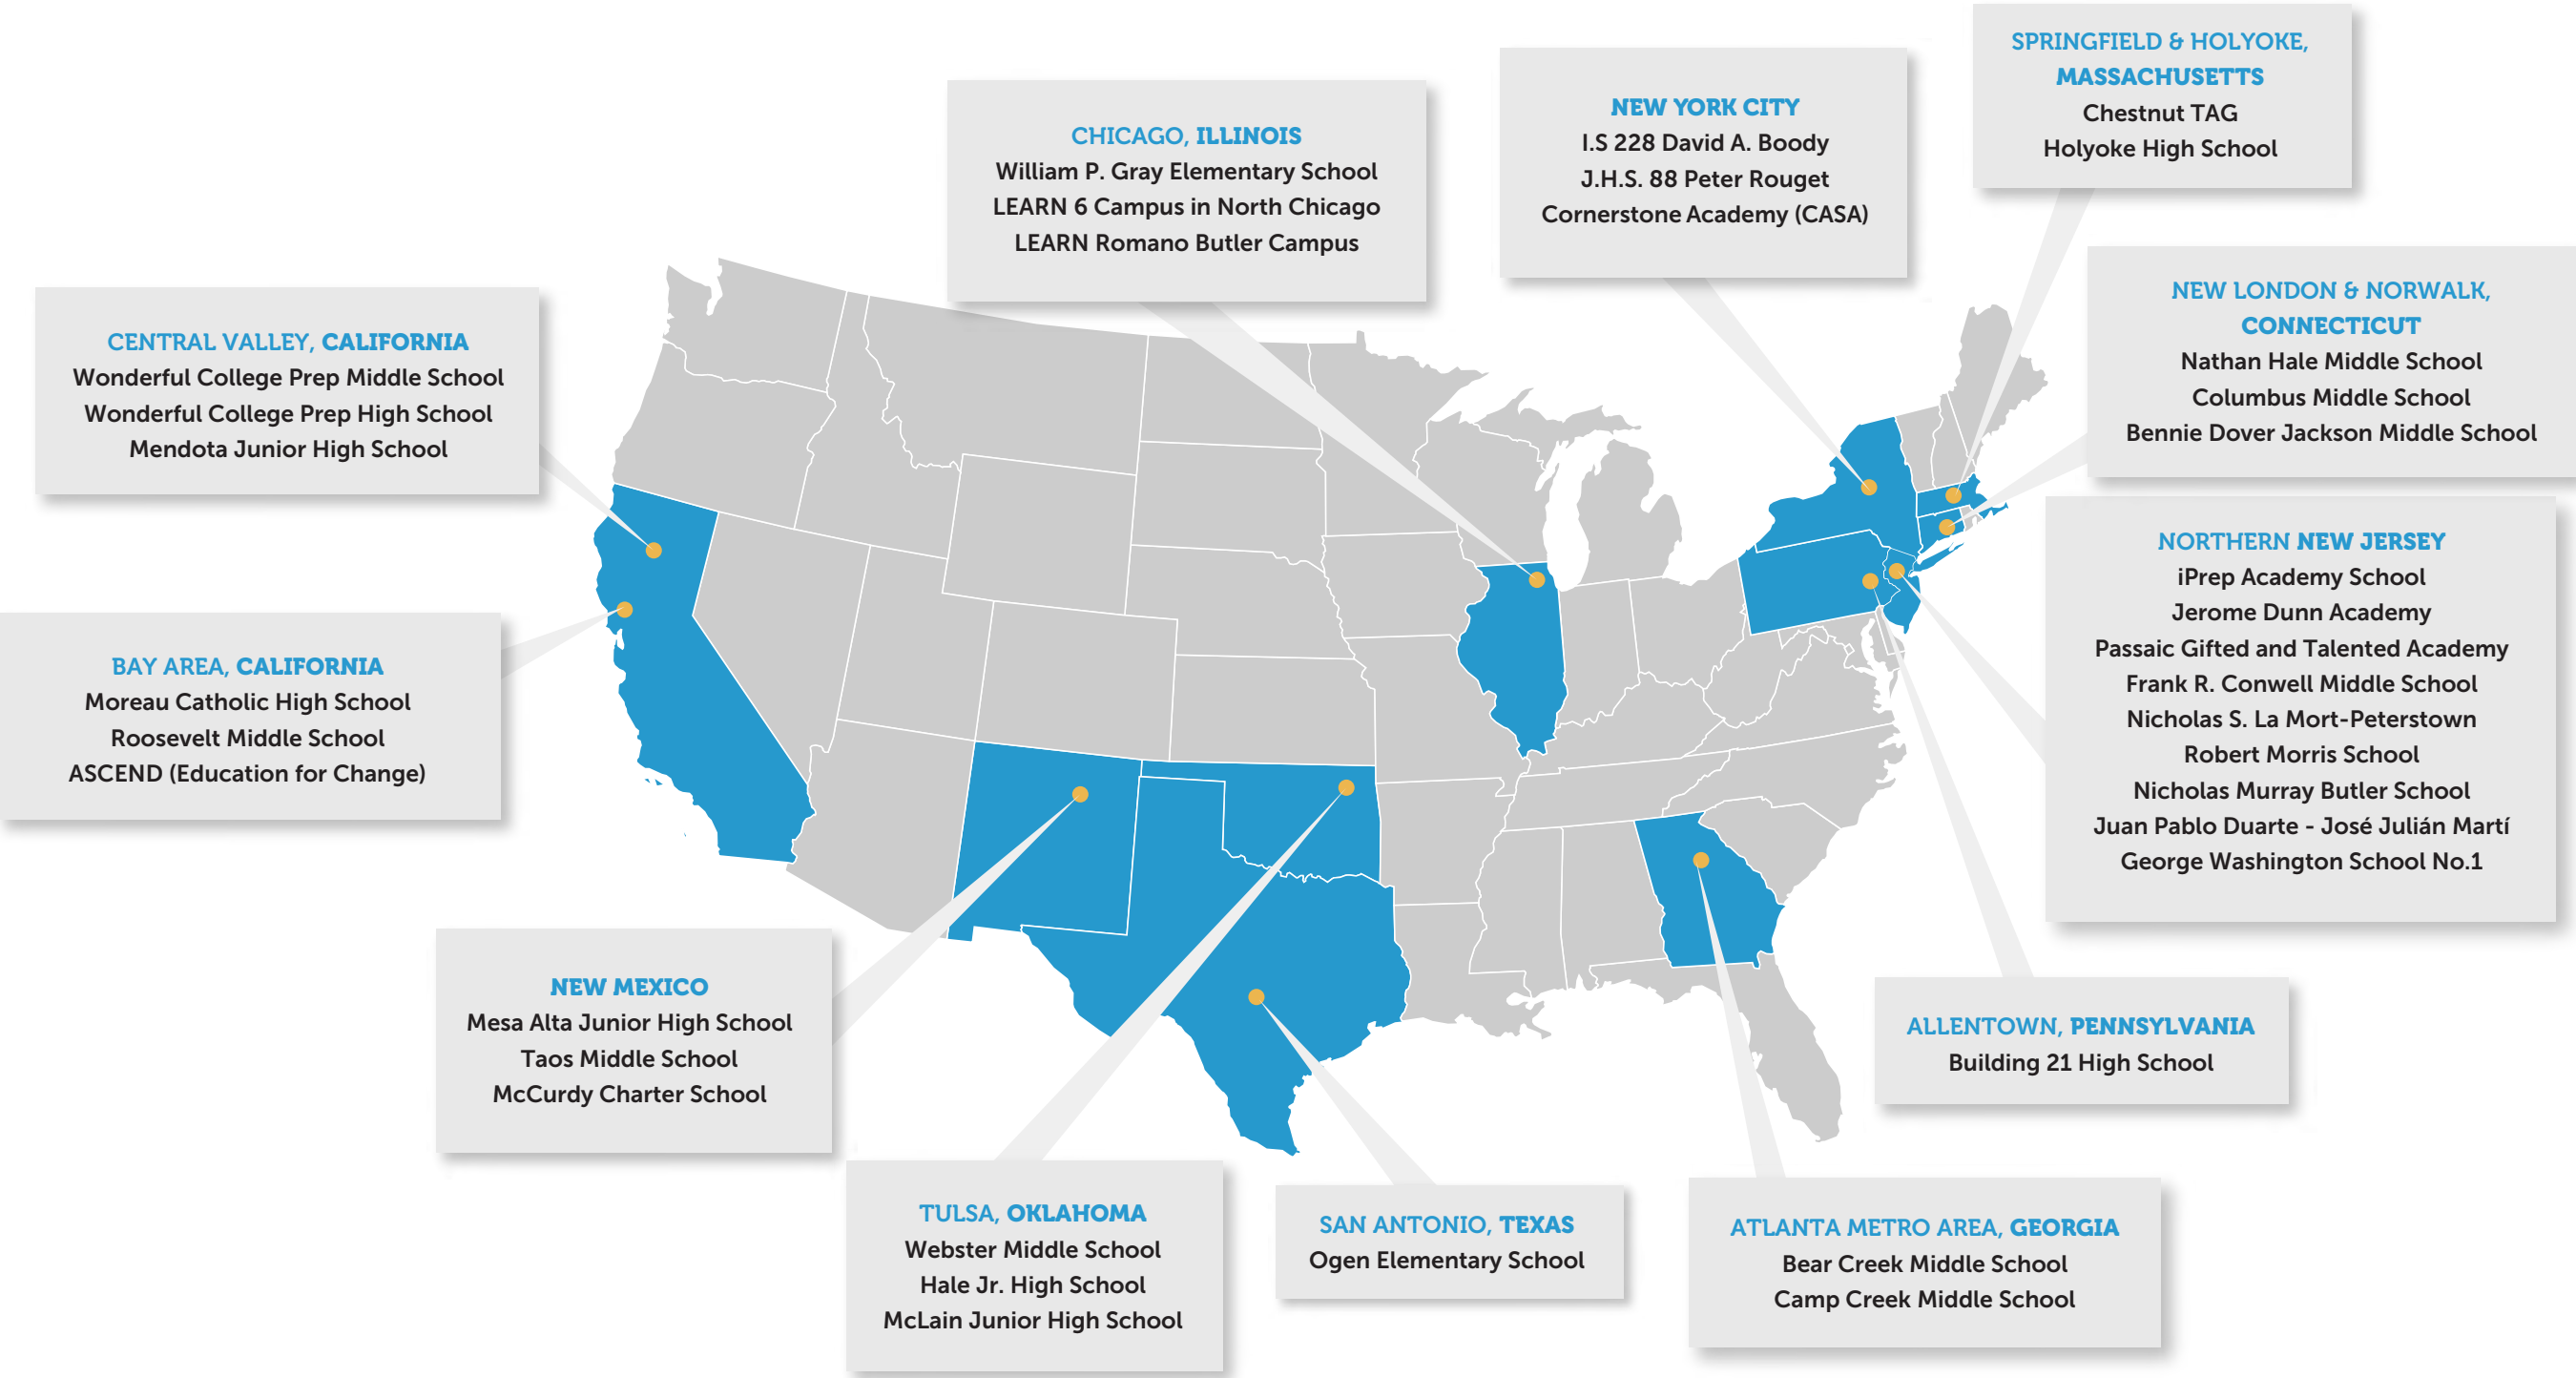 SPRINGFIELD & HOLYOKE,
MASSACHUSETTS
Chestnut TAG
Holyoke High School
NEW YORK CITY
I.S 228 David A. Boody
J.H.S. 88 Peter Rouget
Cornerstone Academy (CASA)
CHICAGO, ILLINOIS
William P. Gray Elementary School
LEARN 6 Campus in North Chicago
LEARN Romano Butler Campus
NEW LONDON & NORWALK,
CONNECTICUT
Nathan Hale Middle School
Columbus Middle School
Bennie Dover Jackson Middle School
CENTRAL VALLEY, CALIFORNIA
Wonderful College Prep Middle School
Wonderful College Prep High School
Mendota Junior High School
NORTHERN NEW JERSEY
iPrep Academy School
Jerome Dunn Academy
Passaic Gifted and Talented Academy
Frank R. Conwell Middle School
Nicholas S. La Mort-Peterstown
Robert Morris School
Nicholas Murray Butler School
Juan Pablo Duarte - José Julián Martí
George Washington School No.1
BAY AREA, CALIFORNIA
Moreau Catholic High School
Roosevelt Middle School
ASCEND (Education for Change)
NEW MEXICO
Mesa Alta Junior High School
Taos Middle School
McCurdy Charter School
ALLENTOWN, PENNSYLVANIA
Building 21 High School
TULSA, OKLAHOMA
Webster Middle School
Hale Jr. High School
McLain Junior High School
SAN ANTONIO, TEXAS
Ogen Elementary School
ATLANTA METRO AREA, GEORGIA
Bear Creek Middle School
Camp Creek Middle School